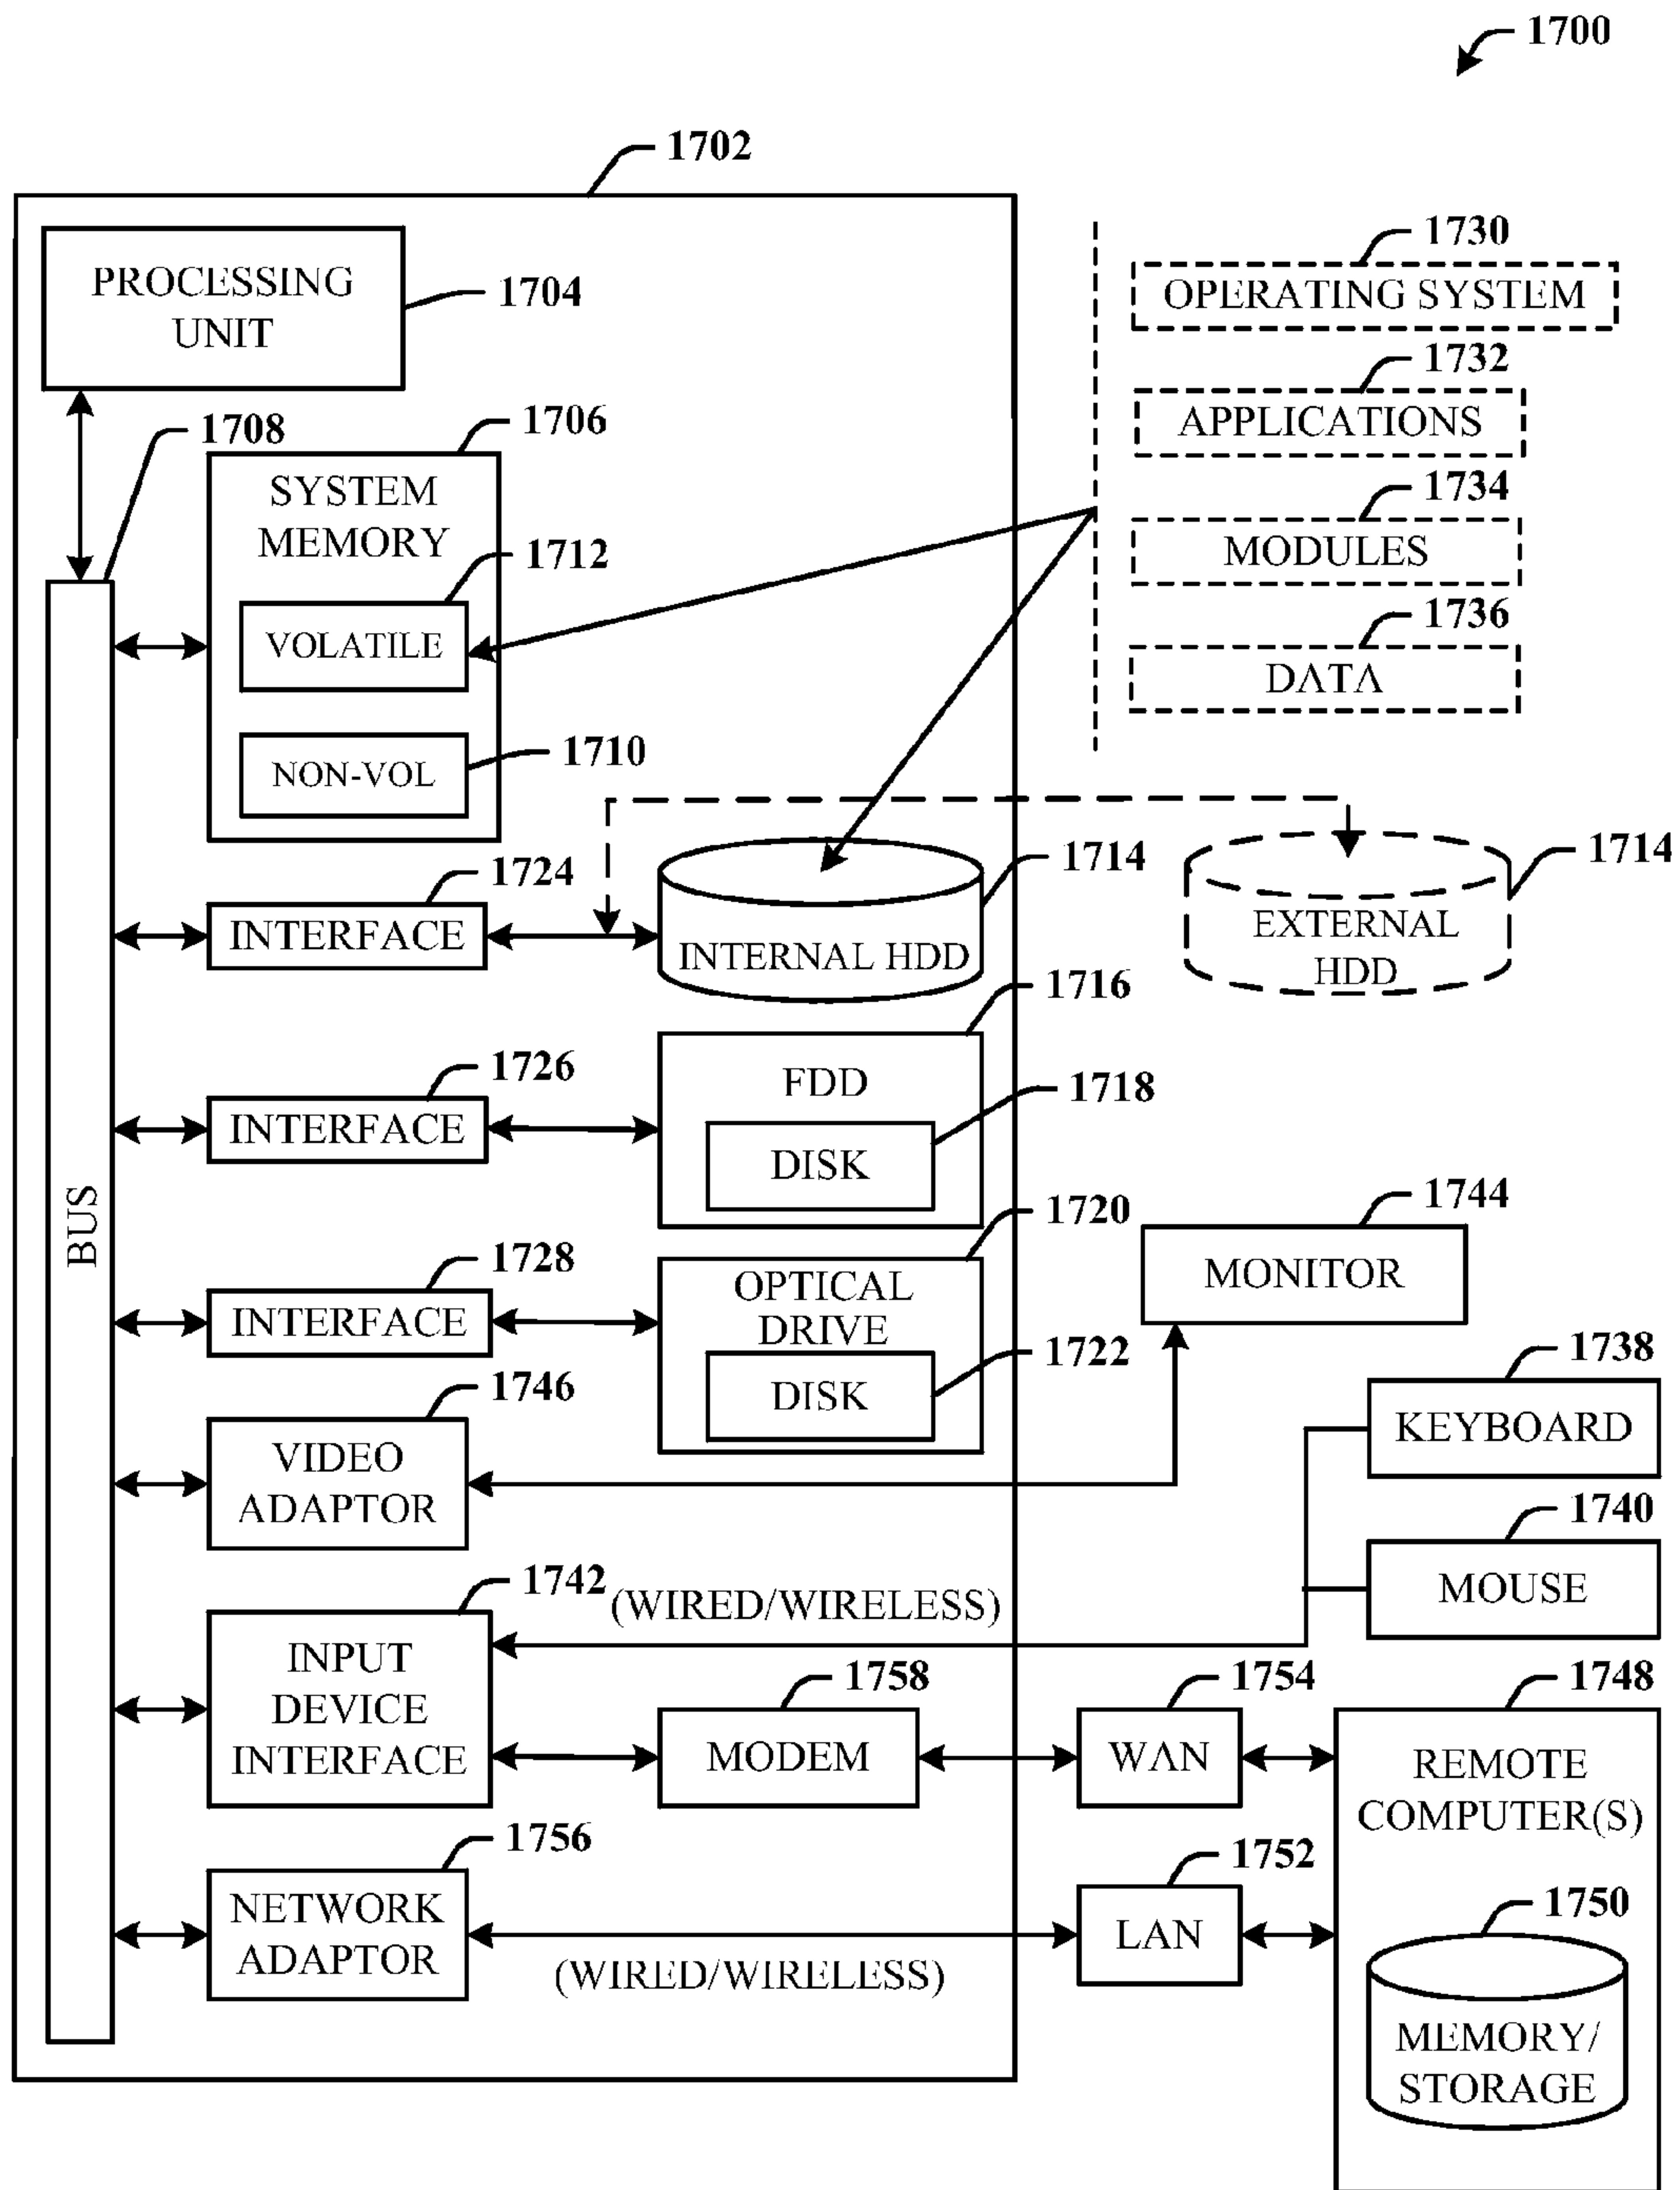 1700
1702
PROCESSING
UNIT
1704
1730
OPERATING SYSTEM
1732
APPLICATIONS
1734
MODULES
1736
DATA
1708
1706
SYSTEM
MEMORY
1712
VOLATILE
1710
NON-VOL
1724
INTERFACE
1714
INTERNAL HDD
1714
EXTERNAL
HDD
1716
FDD
1718
DISK
1726
INTERFACE
BUS
1720
OPTICAL
DRIVE
1722
DISK
1728
INTERFACE
1744
MONITOR
1746
VIDEO
ADAPTOR
1738
KEYBOARD
1740
MOUSE
1742
(WIRED/WIRELESS)
INPUT
DEVICE
INTERFACE
1758
MODEM
1754
WAN
1748
REMOTE
COMPUTER(S)
1756
NETWORK
ADAPTOR
(WIRED/WIRELESS)
1752
LAN
1750
MEMORY/
STORAGE